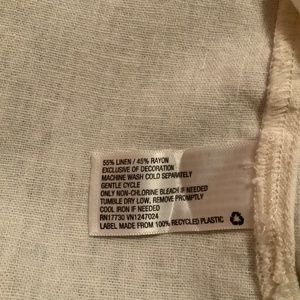 55% LINEN / 45% RAYON
EXCLUSIVE OF DECORATION
MACHINE WASH COLD SEPARATELY
GENTLE CYCLE
ONLY NON-CHLORINE BLEACH IF NEEDED
TUMBLE DRY LOW, REMOVE PROMPTLY
COOL IRON IF NEEDED
RN17730 VN1247024
LABEL MADE FROM 100% RECYCLED PLASTIC